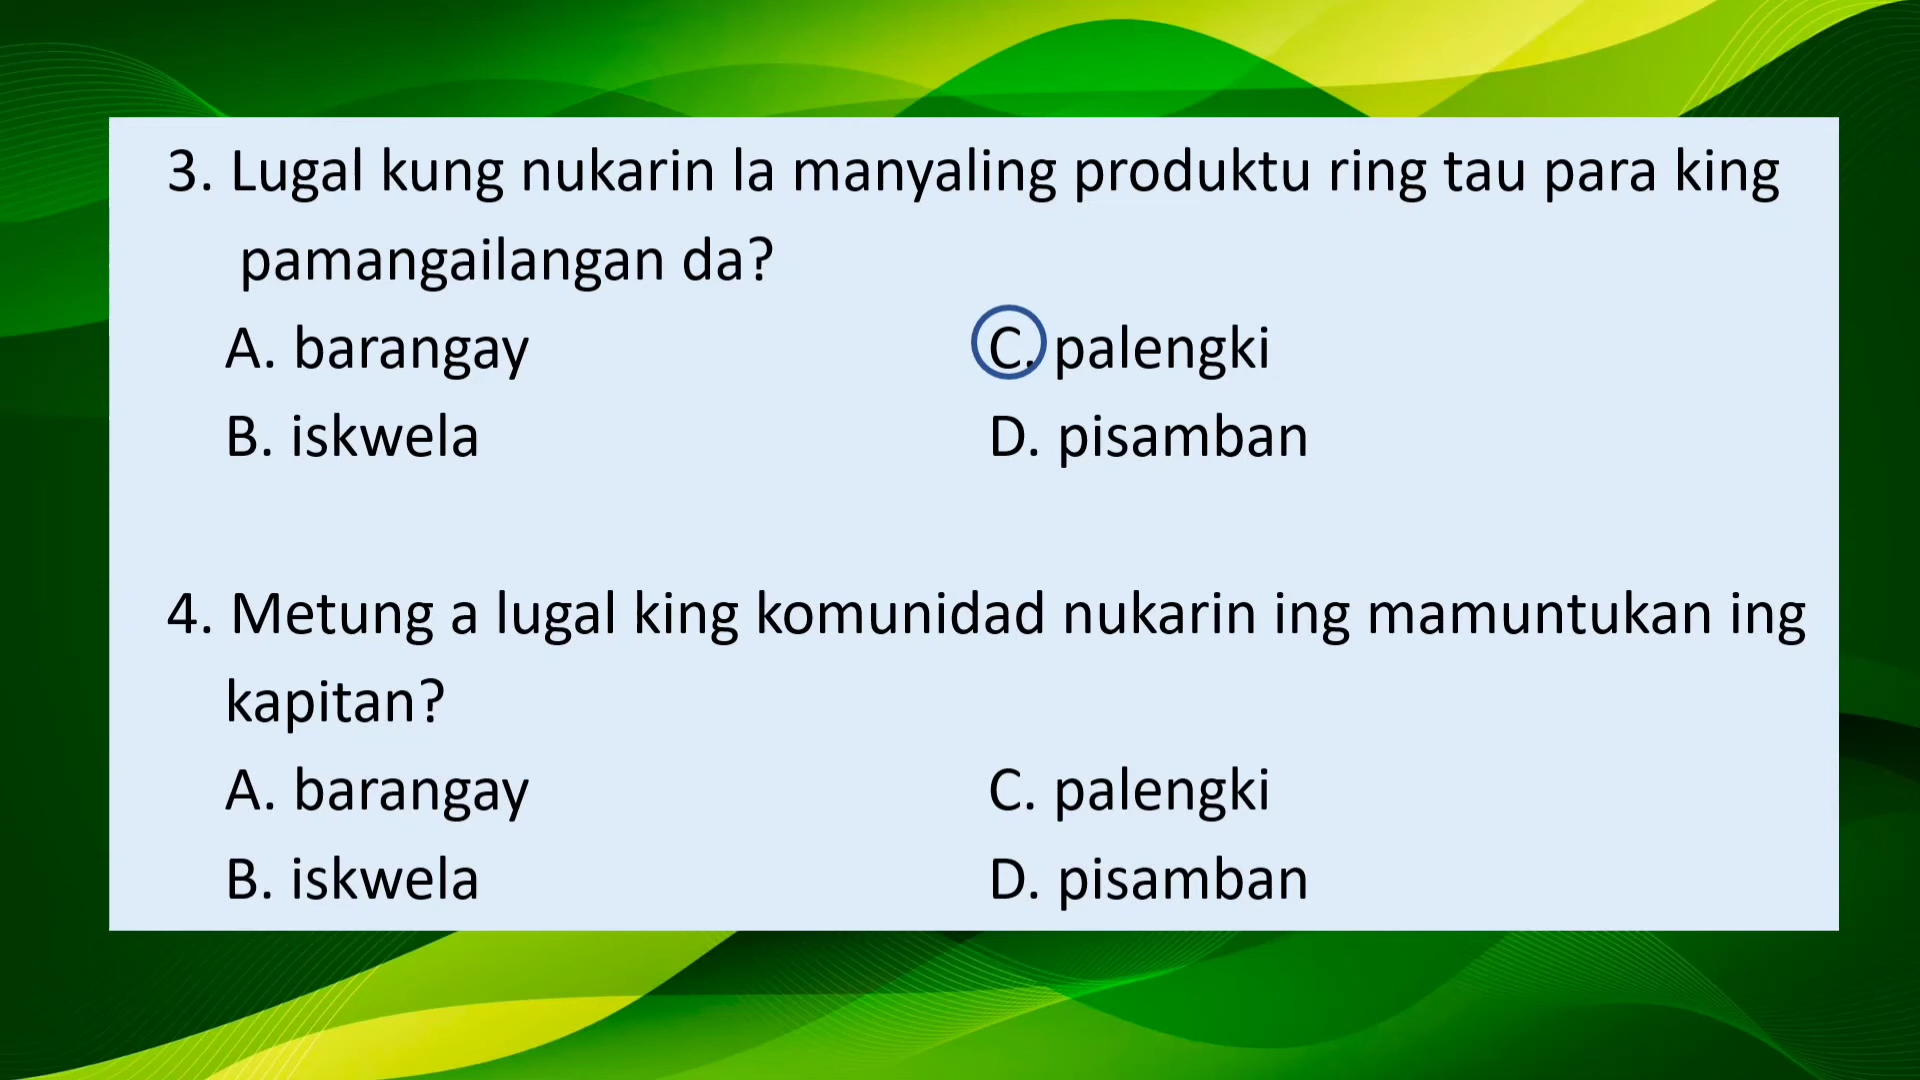 3. Lugal kung nukarin la manyaling produktu ring tau para king
pamangailangan da?
A. barangay C. palengki
B. iskwela D. pisamban
4. Metung a lugal king komunidad nukarin ing mamuntukan ing
kapitan?
A. barangay C. palengki
B. iskwela D. pisamban